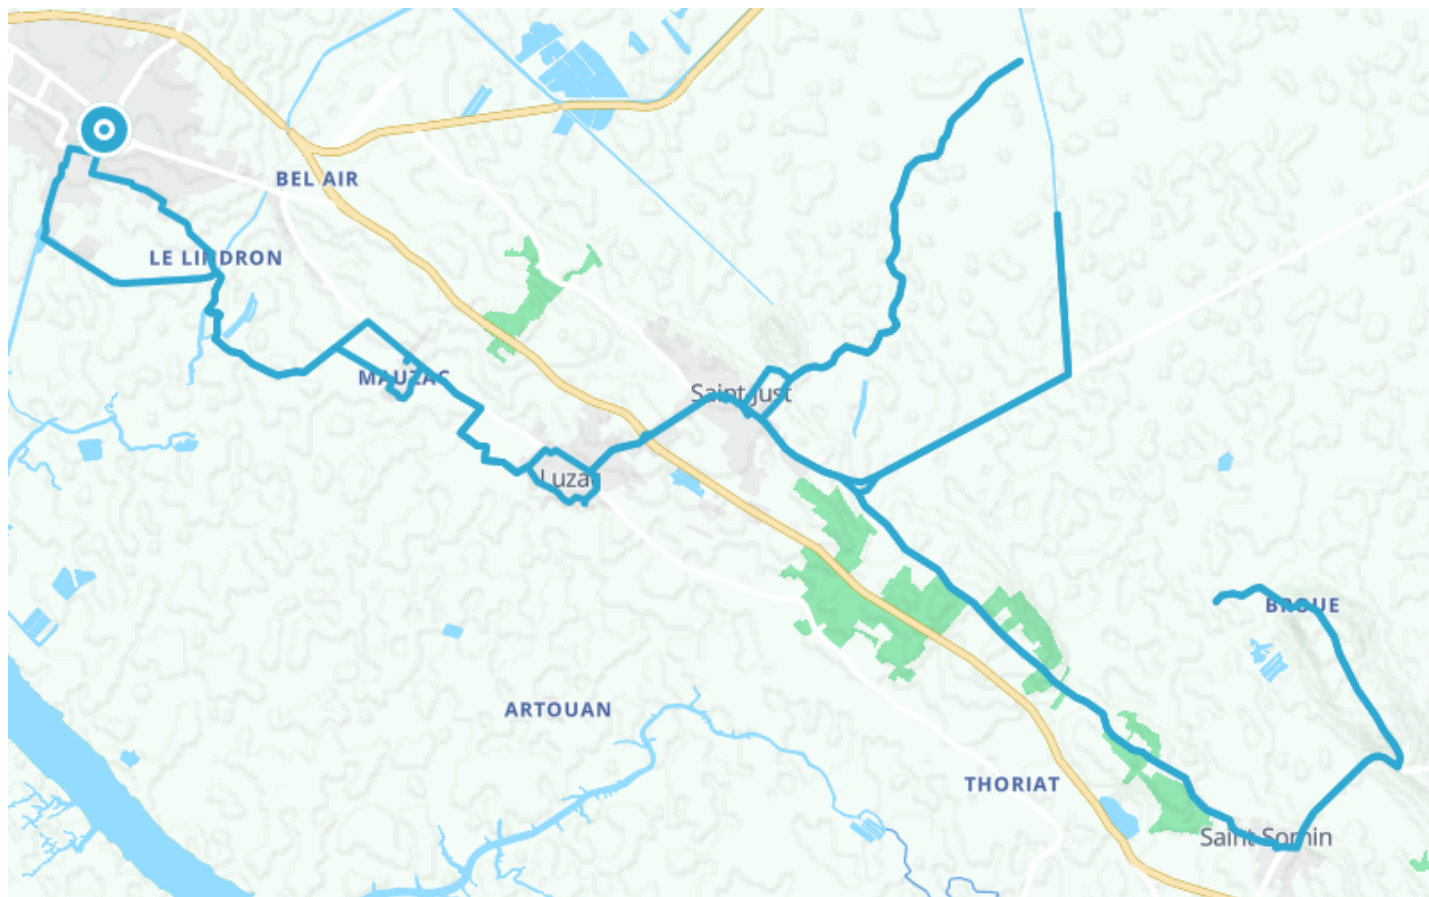 BEL AIR
LE LINDRON
MAUZAC
Saint-Just
Luzac
BROUE
ARTOUAN
THORIAT
Saint-Sornin